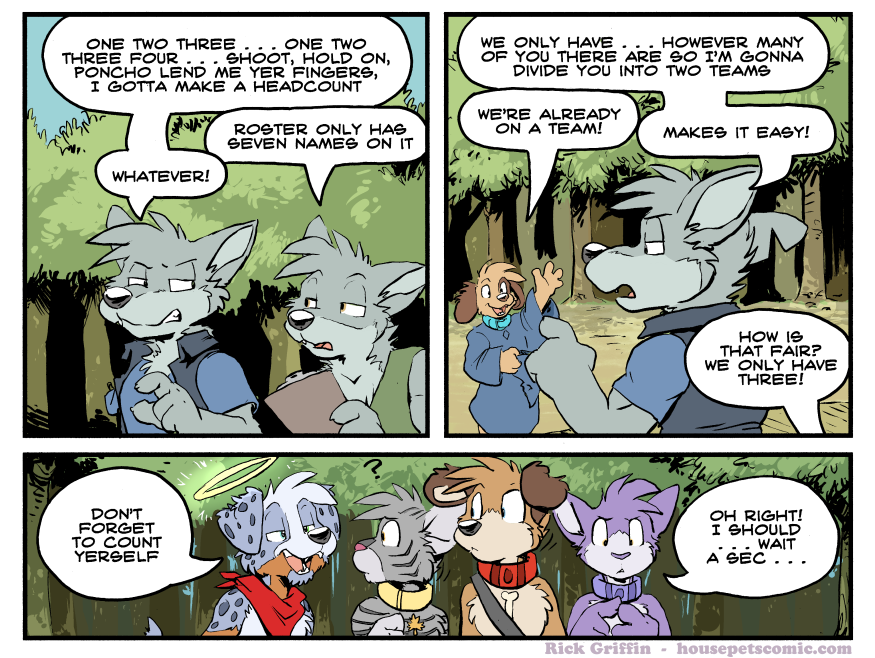 ONE TWO THREE . . . ONE TWO
THREE FOUR . . . SHOOT, HOLD ON,
PONCHO LEND ME YER FINGERS,
I GOTTA MAKE A HEADCOUNT
ROSTER ONLY HAS
SEVEN NAMES ON IT
WHATEVER!
WE ONLY HAVE . . . HOWEVER MANY
OF YOU THERE ARE SO I'M GONNA
DIVIDE YOU INTO TWO TEAMS
WE'RE ALREADY
ON A TEAM!
MAKES IT EASY!
HOW IS
THAT FAIR?
WE ONLY HAVE
THREE!
DON'T
FORGET
TO COUNT
YERSELF
?
OH RIGHT!
I SHOULD
. . . WAIT
A SEC . . .
Rick Griffin - housepetscomic.com